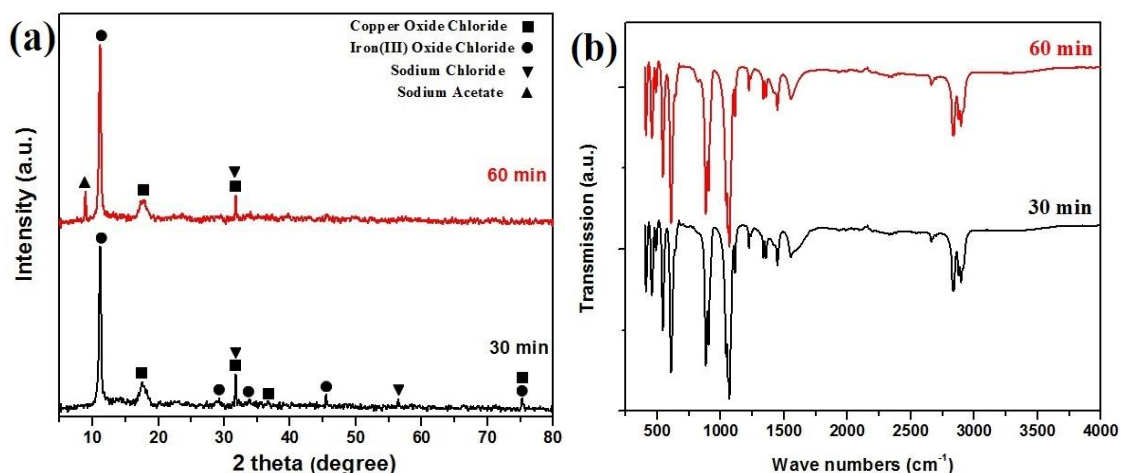 (a)
Copper Oxide Chloride
Iron(III) Oxide Chloride
Sodium Chloride
Sodium Acetate
60 min
30 min
Intensity (a.u.)
10 20 30 40 50 60 70 80
2 theta (degree)
(b)
60 min
30 min
Transmission (a.u.)
500 1000 1500 2000 2500 3000 3500 4000
Wave numbers (cm⁻¹)